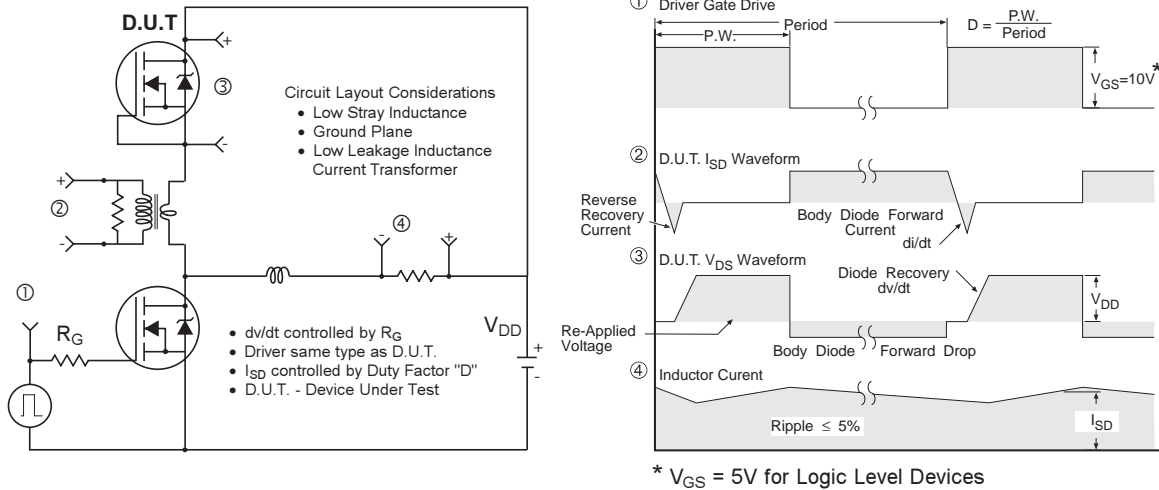 D.U.T
+
③
-
Circuit Layout Considerations
• Low Stray Inductance
• Ground Plane
• Low Leakage Inductance
Current Transformer
+
②
-
④
-
+
①
R_G
• dv/dt controlled by R_G
• Driver same type as D.U.T.
• I_SD controlled by Duty Factor "D"
• D.U.T. - Device Under Test
V_DD
+
-
① Driver Gate Drive
P.W.
Period
D = P.W. / Period
V_GS=10V *
② D.U.T. I_SD Waveform
Reverse
Recovery
Current
Body Diode Forward
Current
di/dt
③ D.U.T. V_DS Waveform
Diode Recovery
dv/dt
V_DD
Re-Applied
Voltage
Body Diode Forward Drop
④ Inductor Curent
Ripple ≤ 5%
I_SD
* V_GS = 5V for Logic Level Devices